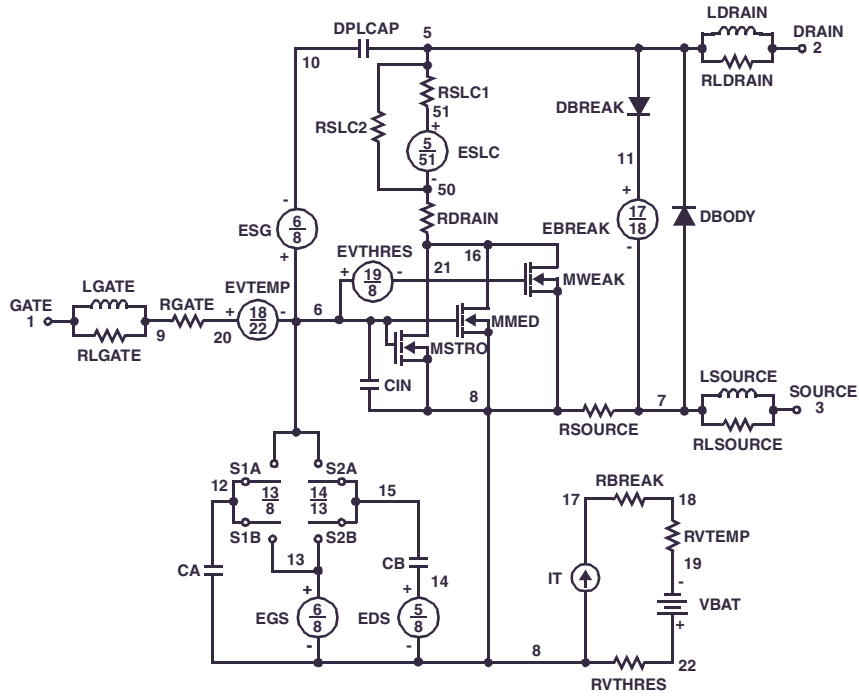 LDRAIN
DPLCAP
5
DRAIN
2
10
RLDRAIN
RSLC1
51
+
RSLC2
DBREAK
5
51
ESLC
-
50
11
-
RDRAIN
+
ESG
6
8
EBREAK
17
18
DBODY
+
-
EVTHRES
16
21
+
19
8
-
MWEAK
LGATE
EVTEMP
GATE
1
RGATE
+
18
22
-
6
MMED
9
20
MSTRO
RLGATE
CIN
LSOURCE
8
7
SOURCE
3
RSOURCE
RLSOURCE
S1A
S2A
12
13
8
14
13
15
RBREAK
17
18
S1B
S2B
RVTEMP
13
CB
19
CA
14
IT
-
+
+
VBAT
EGS
6
8
EDS
5
8
+
-
-
8
22
RVTHRES